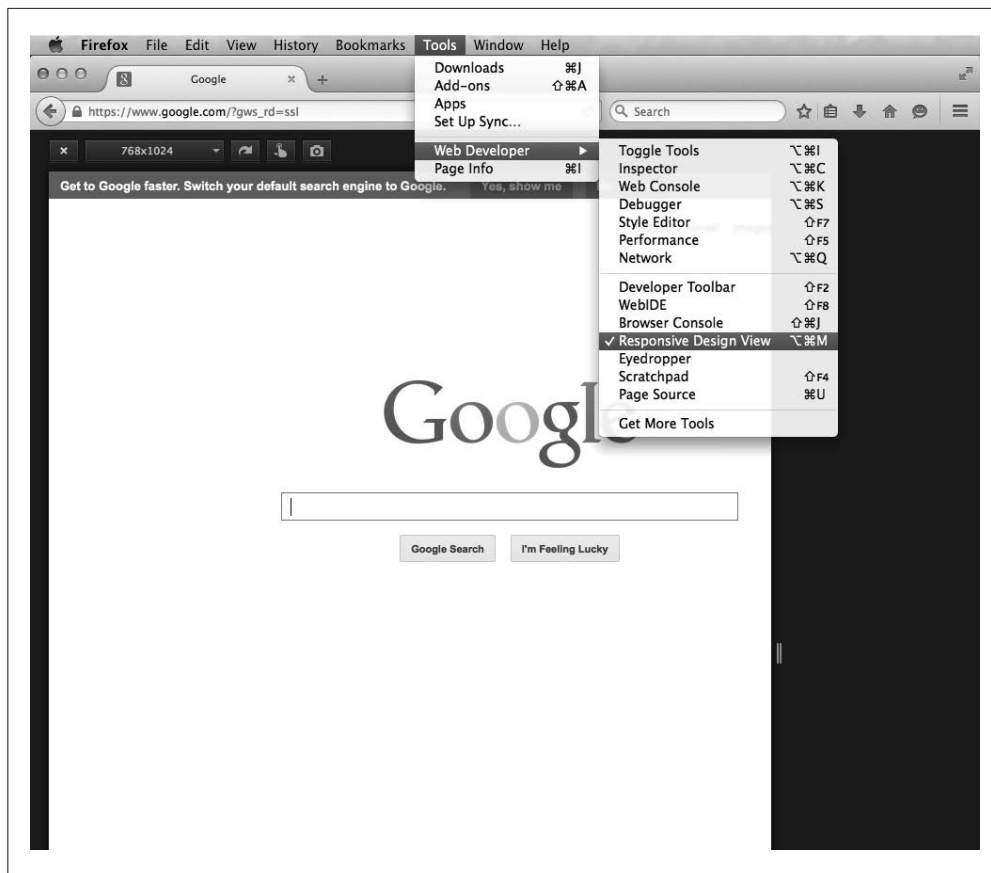 Firefox File Edit View History Bookmarks Tools Window Help
8 Google × +
Downloads ⌘J
Add-ons ⇧⌘A
Apps
Set Up Sync...
Web Developer ▶
Page Info ⌘I
https://www.google.com/?gws_rd=ssl
Search
× 768x1024
Toggle Tools ⌥⌘I
Inspector ⌥⌘C
Web Console ⌥⌘K
Debugger ⌥⌘S
Style Editor ⇧F7
Performance ⇧F5
Network ⌥⌘Q
Developer Toolbar ⇧F2
WebIDE ⇧F8
Browser Console ⇧⌘J
✓ Responsive Design View ⌥⌘M
Eyedropper
Scratchpad ⇧F4
Page Source ⌘U
Get More Tools
Get to Google faster. Switch your default search engine to Google. Yes, show me
Google
Google Search I'm Feeling Lucky